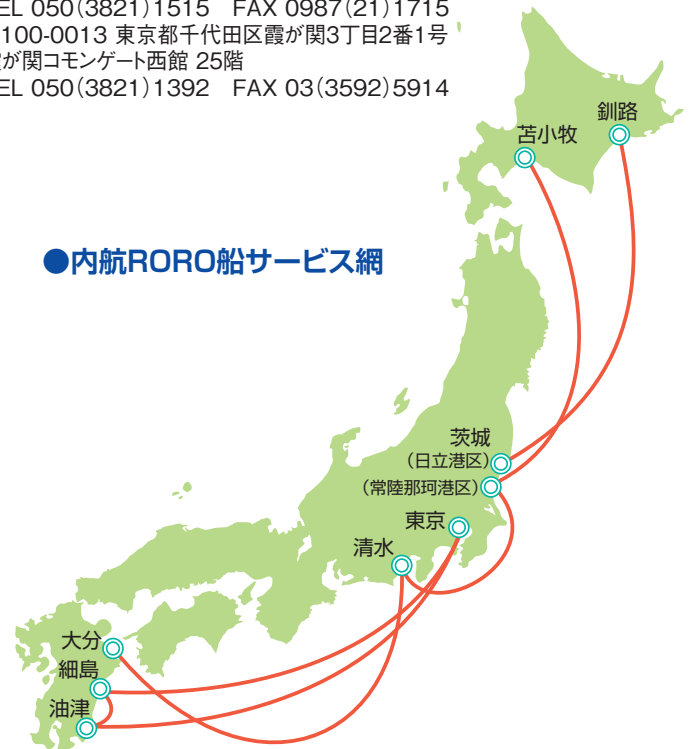 EL 050(3821)1515 FAX 0987(21)1715
100-0013 東京都千代田区霞が関3丁目2番1号
が関コモンゲート西館 25階
EL 050(3821)1392 FAX 03(3592)5914
釧路
苫小牧
●内航RORO船サービス網
茨城
(日立港区)
(常陸那珂港区)
東京
清水
大分
細島
油津